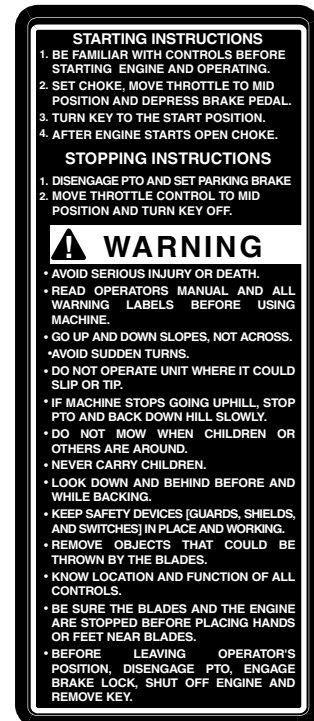 STARTING INSTRUCTIONS
1. BE FAMILIAR WITH CONTROLS BEFORE
STARTING ENGINE AND OPERATING.
2. SET CHOKE, MOVE THROTTLE TO MID
POSITION AND DEPRESS BRAKE PEDAL.
3. TURN KEY TO THE START POSITION.
4. AFTER ENGINE STARTS OPEN CHOKE.
STOPPING INSTRUCTIONS
1. DISENGAGE PTO AND SET PARKING BRAKE
2. MOVE THROTTLE CONTROL TO MID
POSITION AND TURN KEY OFF.
WARNING
• AVOID SERIOUS INJURY OR DEATH.
• READ OPERATORS MANUAL AND ALL
WARNING LABELS BEFORE USING
MACHINE.
• GO UP AND DOWN SLOPES, NOT ACROSS.
•AVOID SUDDEN TURNS.
• DO NOT OPERATE UNIT WHERE IT COULD
SLIP OR TIP.
• IF MACHINE STOPS GOING UPHILL, STOP
PTO AND BACK DOWN HILL SLOWLY.
• DO NOT MOW WHEN CHILDREN OR
OTHERS ARE AROUND.
• NEVER CARRY CHILDREN.
• LOOK DOWN AND BEHIND BEFORE AND
WHILE BACKING.
• KEEP SAFETY DEVICES [GUARDS, SHIELDS,
AND SWITCHES] IN PLACE AND WORKING.
• REMOVE OBJECTS THAT COULD BE
THROWN BY THE BLADES.
• KNOW LOCATION AND FUNCTION OF ALL
CONTROLS.
• BE SURE THE BLADES AND THE ENGINE
ARE STOPPED BEFORE PLACING HANDS
OR FEET NEAR BLADES.
• BEFORE LEAVING OPERATOR'S
POSITION, DISENGAGE PTO, ENGAGE
BRAKE LOCK, SHUT OFF ENGINE AND
REMOVE KEY.